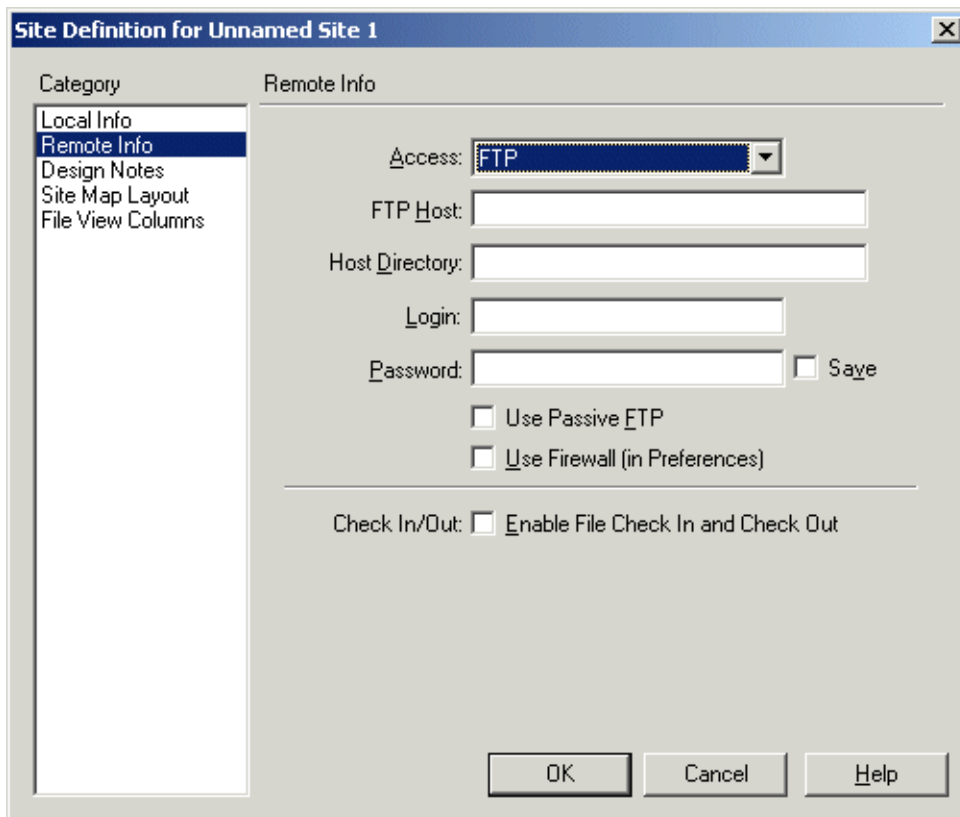 Site Definition for Unnamed Site 1
Category
Local Info
Remote Info
Design Notes
Site Map Layout
File View Columns
Remote Info
Access: FTP
FTP Host:
Host Directory:
Login:
Password: Save
Use Passive FTP
Use Firewall (in Preferences)
Check In/Out: Enable File Check In and Check Out
OK Cancel Help